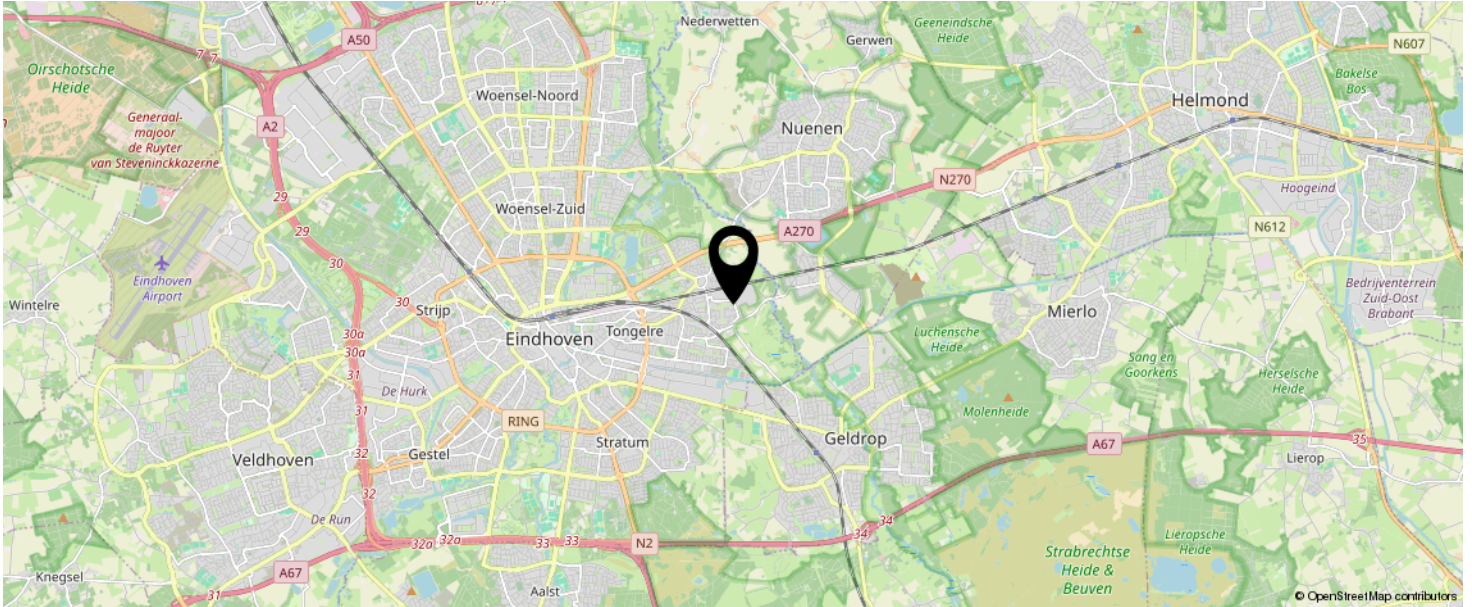 Nederwetten
Geeneindsche
Heide
A50
Gerwen
N607
7
7
Oirschotsche
Heide
Bakelse
Bos
Woensel-Noord
Helmond
Generaal-
majoor
de Ruyter
van Steveninckkazerne
A2
Nuenen
N270
Hoogeind
29
Woensel-Zuid
N612
29
A270
30
Eindhoven
Airport
Bedrijventerrein
Zuid-Oost
Brabant
Wintelre
30
Strijp
Mierlo
30a
Tongelre
Eindhoven
Luchensche
Heide
30a
Sang en
Goorkens
31
Herselsche
Heide
De Hurk
31
Molenheide
RING
Stratum
Geldrop
A67
35
32
Gestel
Veldhoven
Lierop
32
De Run
34
34
Lieropsche
Heide
32a
32a
33
33
N2
Strabrechtse
Heide &
Beuven
A67
Knegsel
Aalst
31
© OpenStreetMap contributors